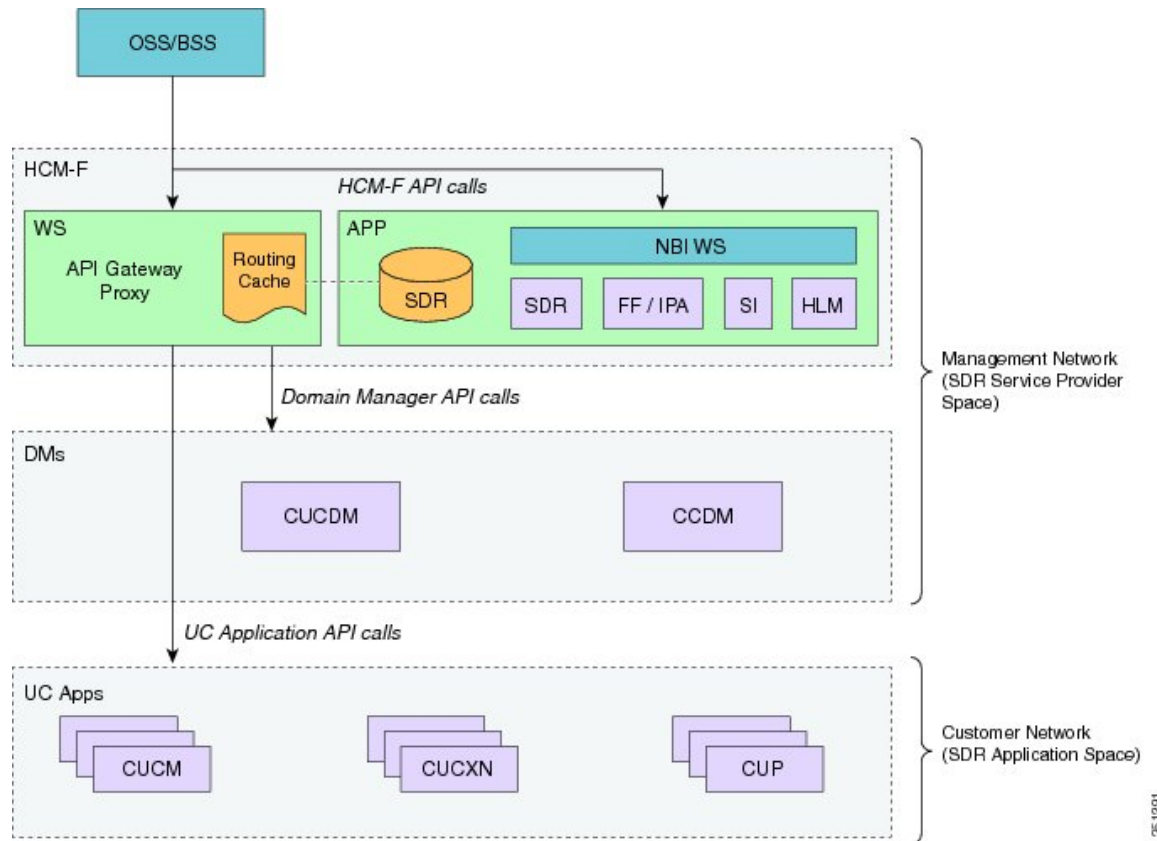 OSS/BSS
HCM-F
HCM-F API calls
WS
API Gateway
Proxy
Routing
Cache
APP
SDR
NBI WS
SDR
FF / IPA
SI
HLM
Management Network
(SDR Service Provider
Space)
Domain Manager API calls
DMs
CUCDM
CCDM
UC Application API calls
UC Apps
CUCM
CUCXN
CUP
Customer Network
(SDR Application Space)